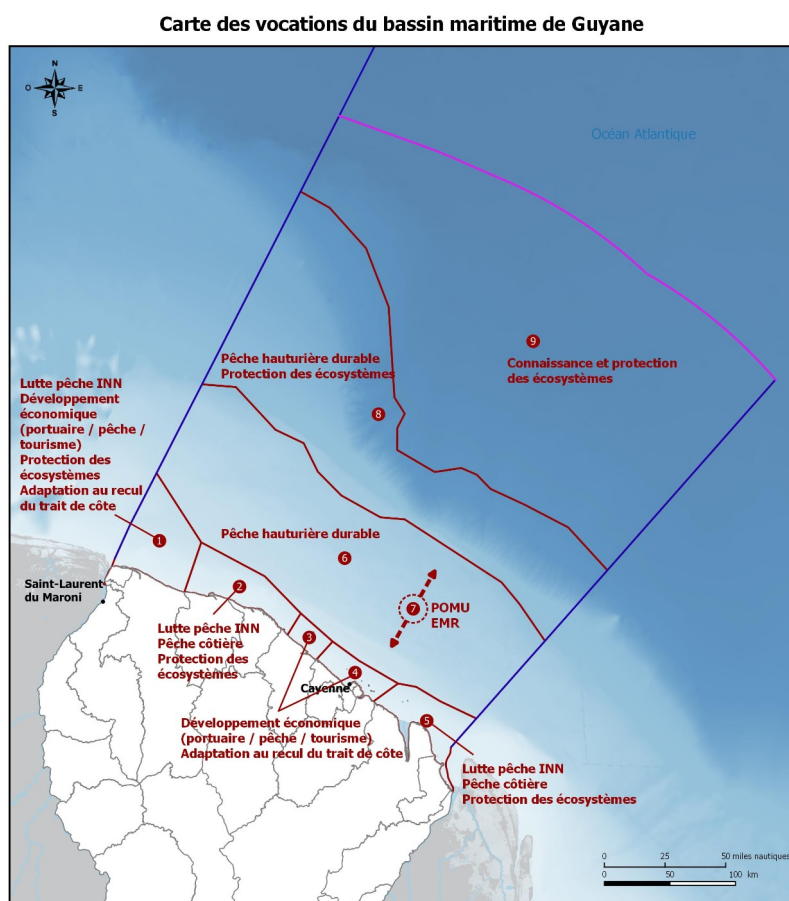 Carte des vocations du bassin maritime de Guyane
N
O
E
S
Océan Atlantique
9
Connaissance et protection
des écosystèmes
Pêche hauturière durable
Protection des écosystèmes
8
Lutte pêche INN
Développement
économique
(portuaire / pêche /
tourisme)
Protection des
écosystèmes
Adaptation au recul
du trait de côte
1
Pêche hauturière durable
6
Saint-Laurent
du Maroni
2
7
POMU
EMR
Lutte pêche INN
Pêche côtière
Protection des
écosystèmes
3
4
Cayenne
Développement économique
(portuaire / pêche / tourisme)
Adaptation au recul du trait de côte
5
Lutte pêche INN
Pêche côtière
Protection des écosystèmes
0 25 50 miles nautiques
0 50 100 km